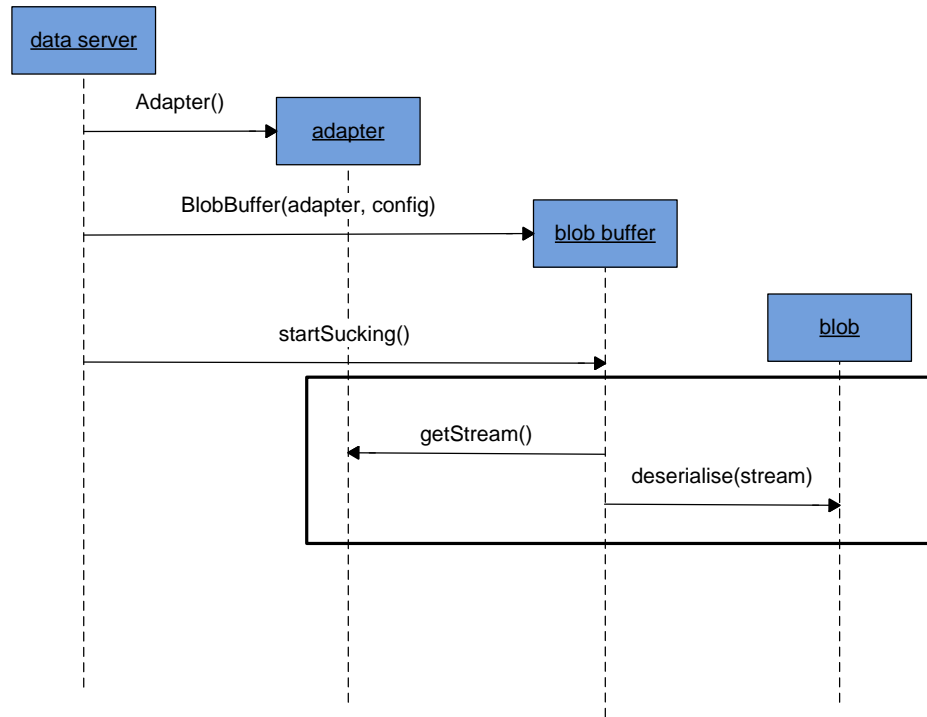 data server
Adapter()
adapter
BlobBuffer(adapter, config)
blob buffer
blob
startSucking()
getStream()
deserialise(stream)